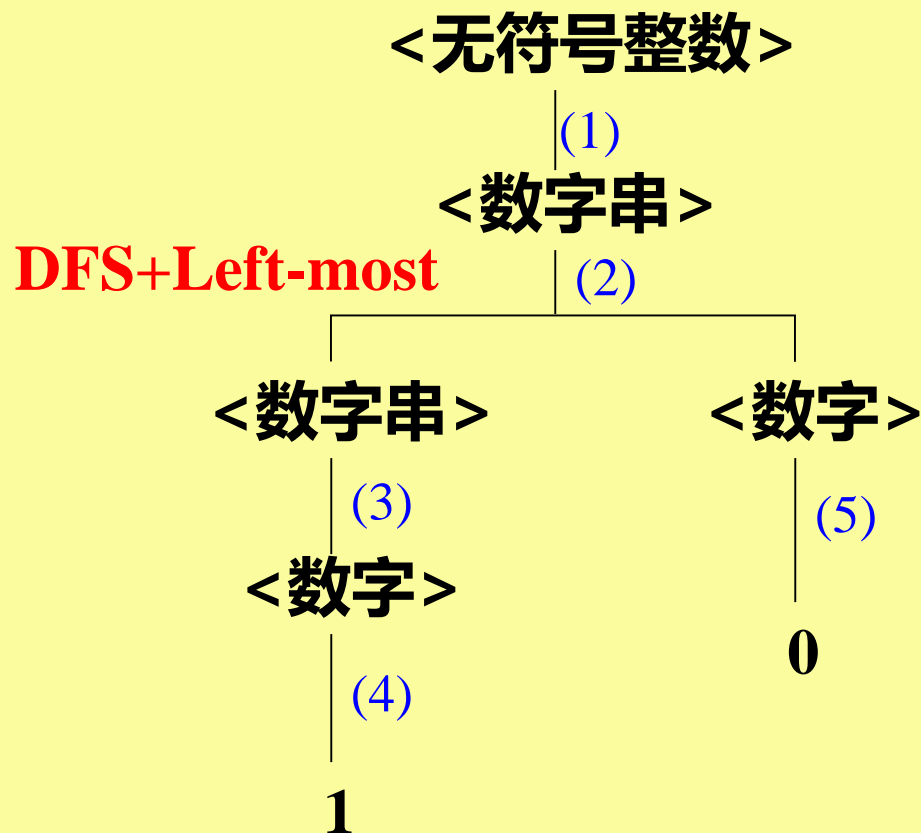 <无符号整数>
(1)
<数字串>
DFS+Left-most
(2)
<数字串>
<数字>
(3)
(5)
<数字>
0
(4)
1